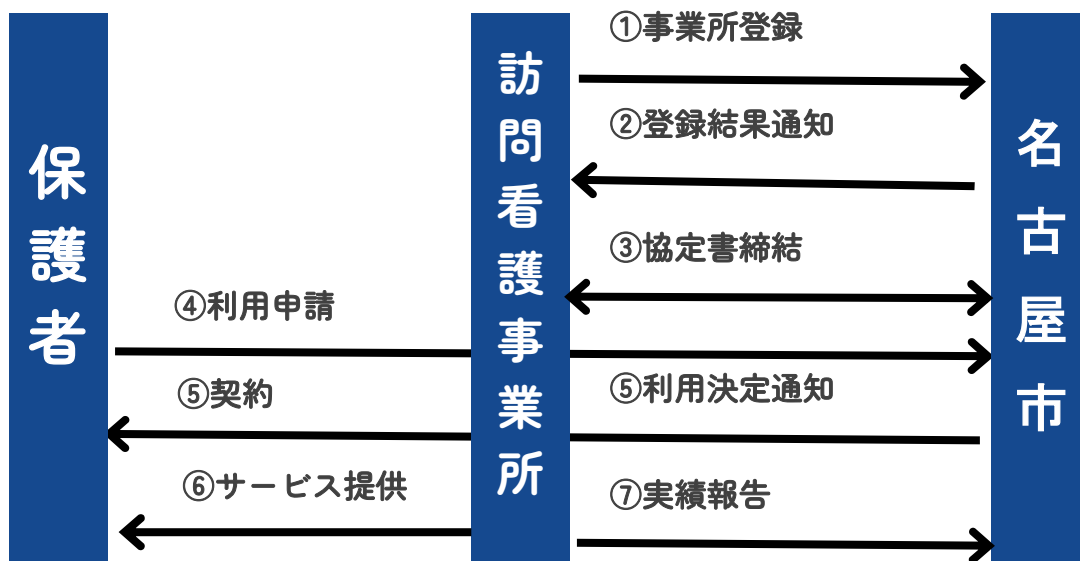 保護者
訪問看護事業所
名古屋市
①事業所登録
②登録結果通知
③協定書締結
④利用申請
⑤利用決定通知
⑤契約
⑥サービス提供
⑦実績報告